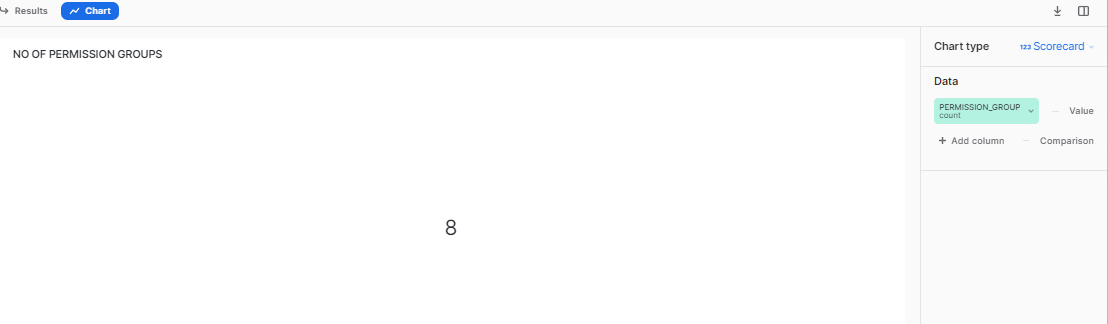 Results
Chart
NO OF PERMISSION GROUPS
8
Chart type
123 Scorecard
Data
PERMISSION_GROUP
count
Value
+ Add column
Comparison